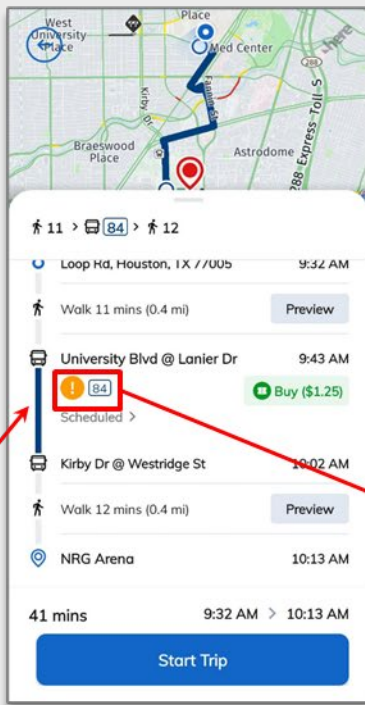 West
University
Place
Place
Med Center
here
288
Kirby Dr
Fannin St
Braeswood
Place
Astrodome
288 Express Toll S
11 > 84 > 12
Loop Rd, Houston, TX 77005 9:32 AM
Walk 11 mins (0.4 mi) Preview
University Blvd @ Lanier Dr 9:43 AM
! 84 Buy ($1.25)
Scheduled >
Kirby Dr @ Westridge St 10:02 AM
Walk 12 mins (0.4 mi) Preview
NRG Arena 10:13 AM
41 mins 9:32 AM > 10:13 AM
Start Trip